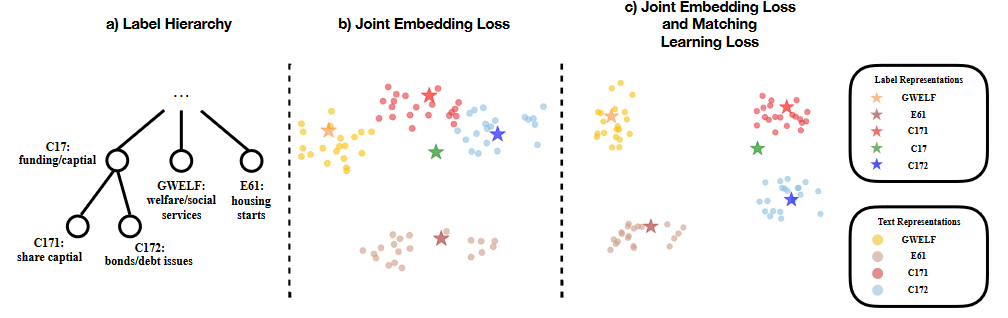 a) Label Hierarchy
b) Joint Embedding Loss
c) Joint Embedding Loss
and Matching
Learning Loss
...
C17:
funding/captial
GWELF:
welfare/social
services
E61:
housing
starts
C171:
share captial
C172:
bonds/debt issues
Label Representations
GWELF
E61
C171
C17
C172
Text Representations
GWELF
E61
C171
C172